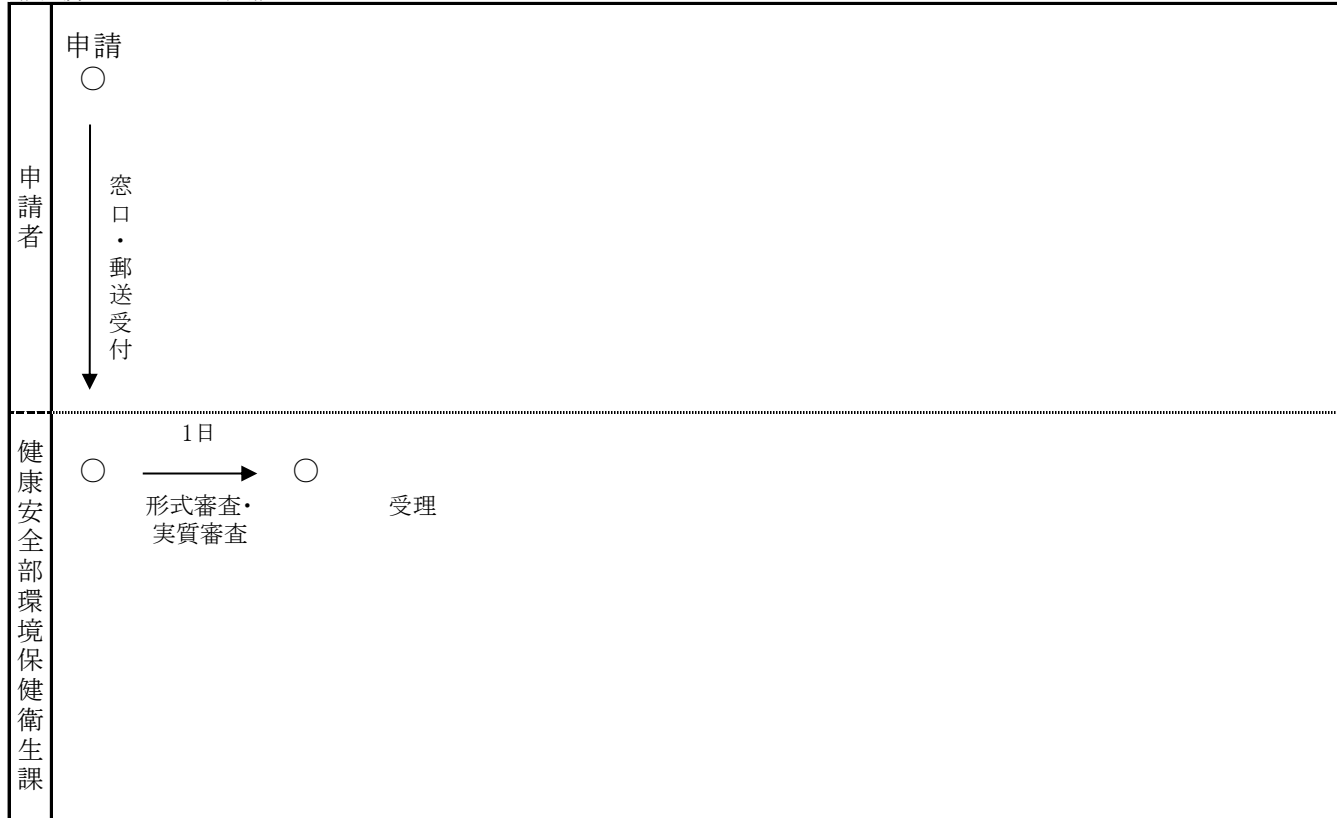 申請者
申請
○
窓口・郵送受付
健康安全部環境保健衛生課
1日
○
○
形式審査・
実質審査
受理